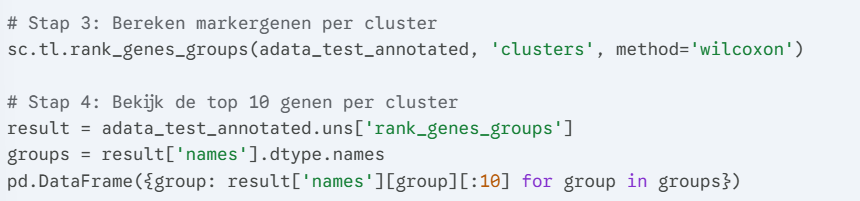 # Stap 3: Bereken markergenen per cluster
sc.tl.rank_genes_groups(adata_test_annotated, 'clusters', method='wilcoxon')
# Stap 4: Bekijk de top 10 genen per cluster
result = adata_test_annotated.uns['rank_genes_groups']
groups = result['names'].dtype.names
pd.DataFrame({group: result['names'][group][:10] for group in groups})